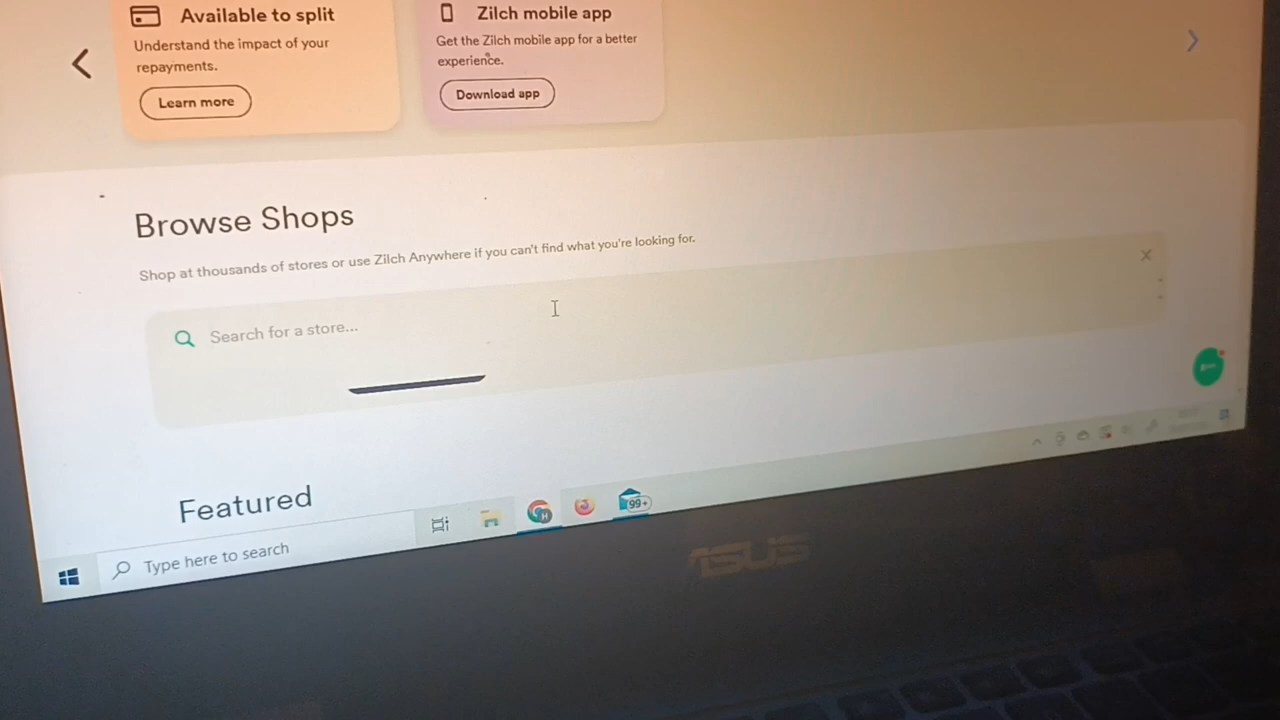 Available to split
Understand the impact of your
repayments.
Learn more
Zilch mobile app
Get the Zilch mobile app for a better
experience.
Download app
Browse Shops
Shop at thousands of stores or use Zilch Anywhere if you can't find what you're looking for.
Search for a store...
Featured
99+
Type here to search
ASUS